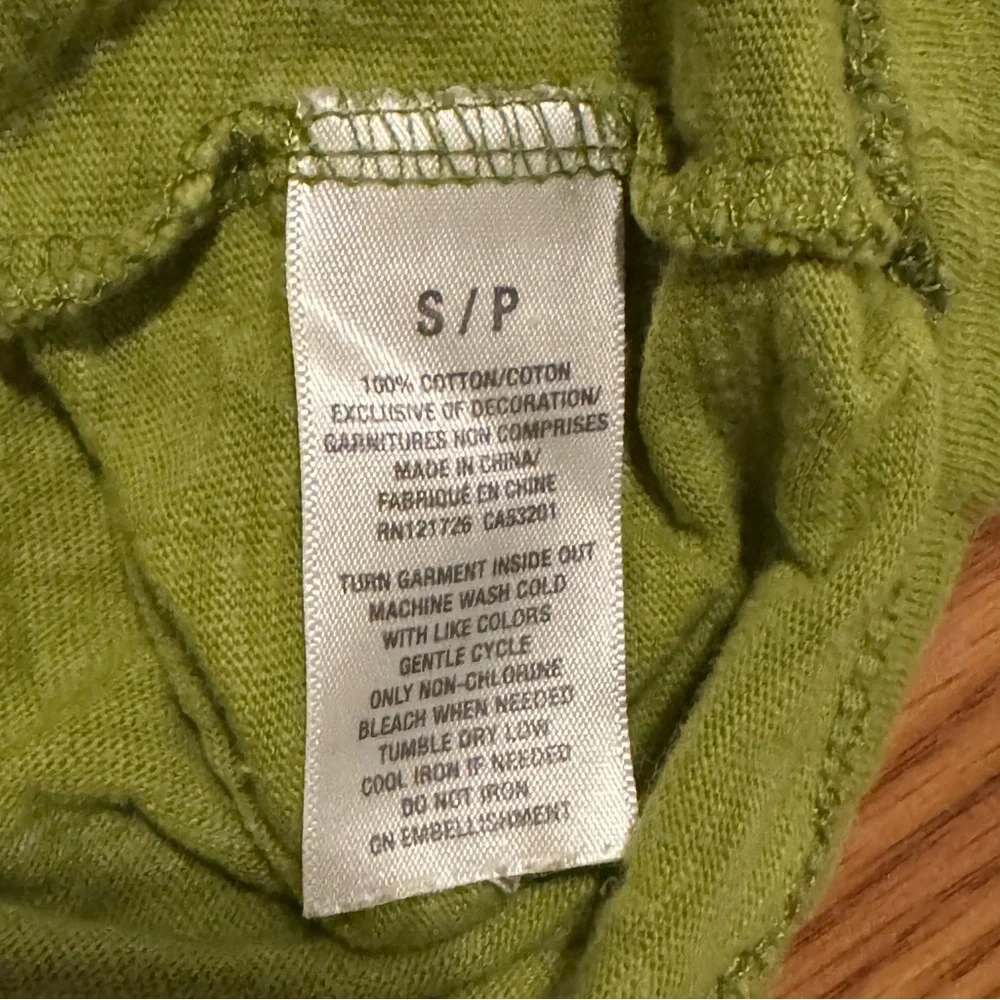 S / P
100% COTTON/COTON
EXCLUSIVE OF DECORATION/
GARNITURES NON COMPRISES
MADE IN CHINA/
FABRIQUÉ EN CHINE
RN121726 CA53201
TURN GARMENT INSIDE OUT
MACHINE WASH COLD
WITH LIKE COLORS
GENTLE CYCLE
ONLY NON-CHLORINE
BLEACH WHEN NEEDED
TUMBLE DRY LOW
COOL IRON IF NEEDED
DO NOT IRON
ON EMBELLISHMENT